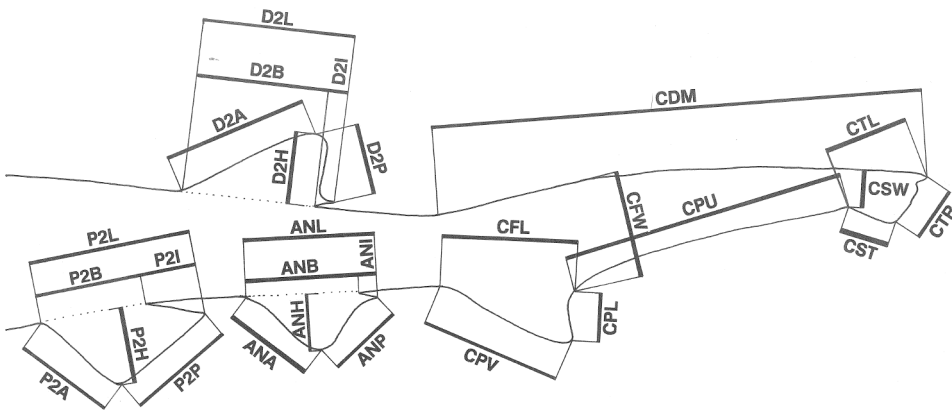 D2L
D2B
D2I
D2A
D2H
D2P
CDM
CTL
CSW
CTR
CST
CFW
CPU
P2L
P2B
P2I
P2H
P2A
P2P
ANL
ANB
ANI
ANH
ANA
ANP
CFL
CPL
CPV